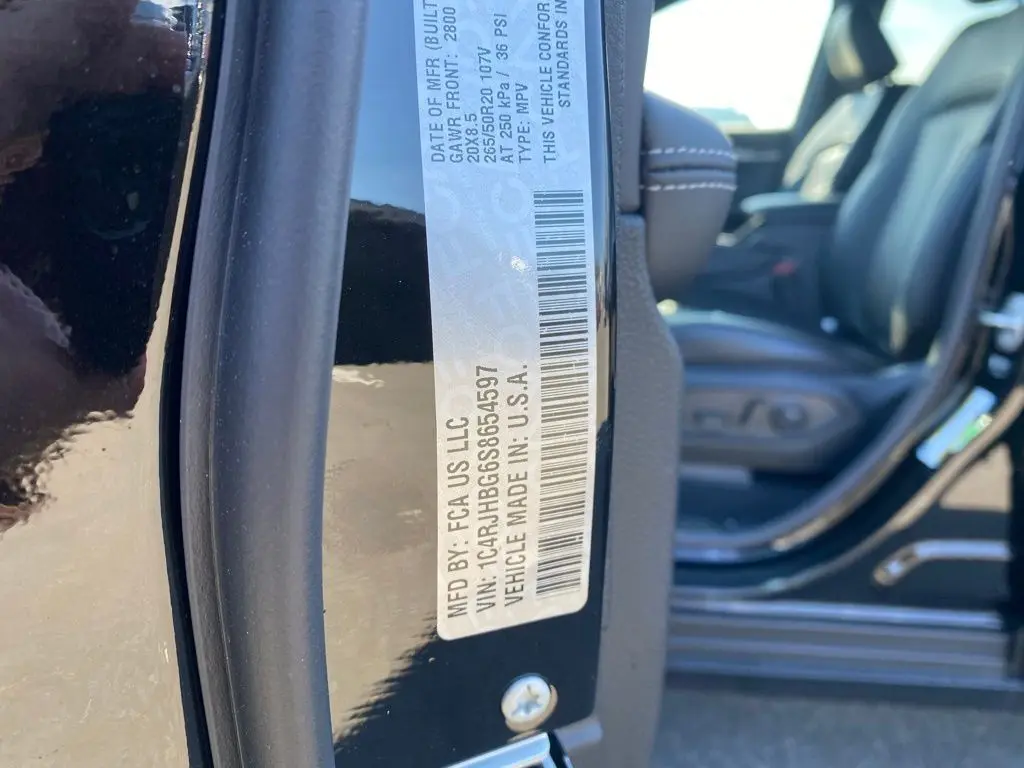 DATE OF MFR (BUILT
GAWR FRONT: 2800
20X8.5
265/50R20 107V
AT 250 kPa / 36 PSI
TYPE: MPV
THIS VEHICLE CONFOR
STANDARDS IN
MFD BY: FCA US LLC
VIN: 1C4RJHBG6S8654597
VEHICLE MADE IN: U.S.A.